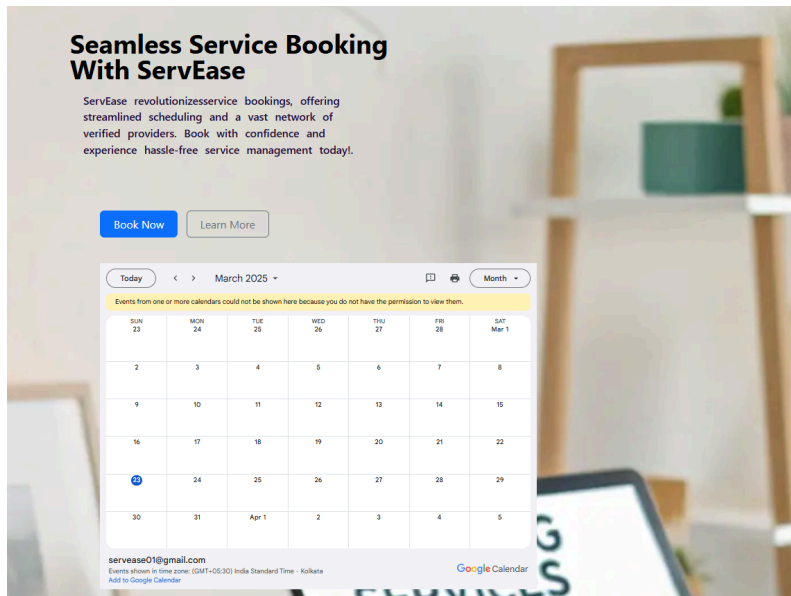 Seamless Service Booking
With ServEase
ServEase revolutionizesservice bookings, offering
streamlined scheduling and a vast network of
verified providers. Book with confidence and
experience hassle-free service management today!.
Book Now Learn More
Today < > March 2025 Month
Events from one or more calendars could not be shown here because you do not have the permission to view them.
SUN MON TUE WED THU FRI SAT
23 24 25 26 27 28 Mar 1
2 3 4 5 6 7 8
9 10 11 12 13 14 15
16 17 18 19 20 21 22
23 24 25 26 27 28 29
30 31 Apr 1 2 3 4 5
servease01@gmail.com
Events shown in time zone: (GMT+05:30) India Standard Time - Kolkata
Add to Google Calendar
Google Calendar